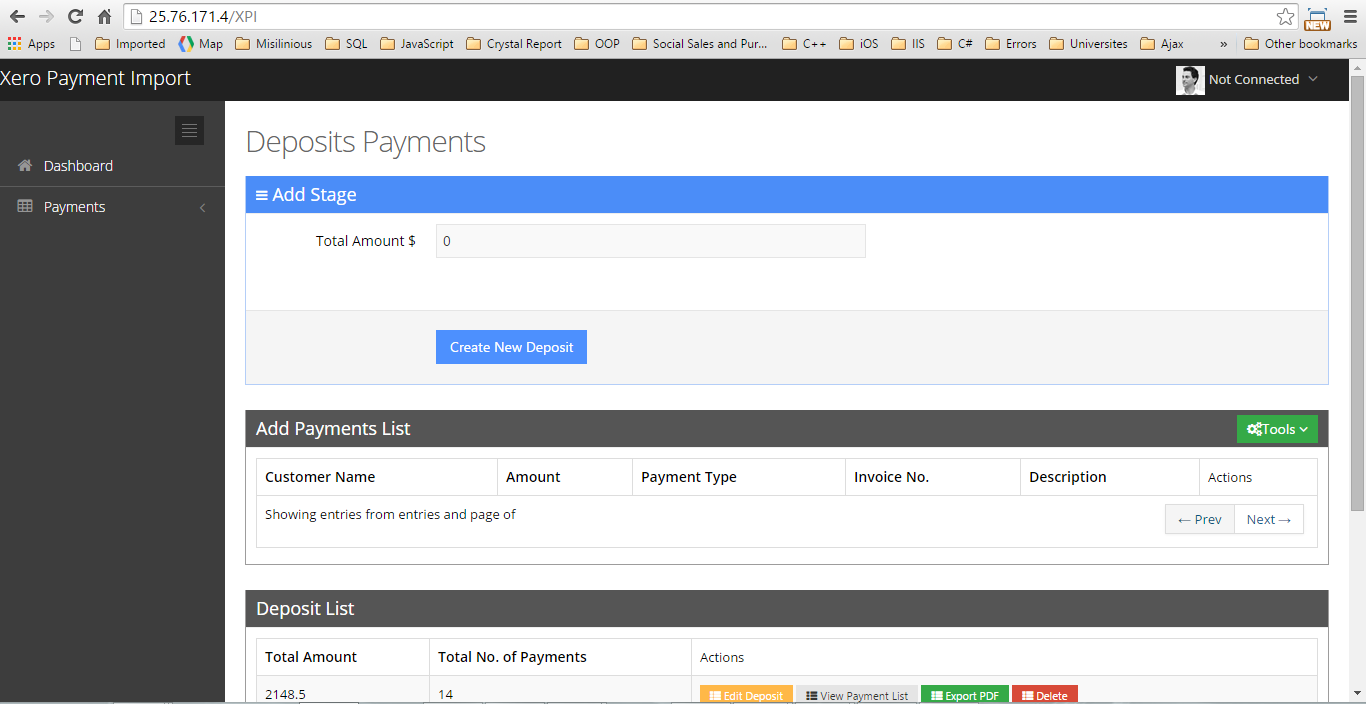 25.76.171.4/XPI
NEW
Apps Imported Map Misilinious SQL JavaScript Crystal Report OOP Social Sales and Pur... C++ iOS IIS C# Errors Universites Ajax » Other bookmarks
Xero Payment Import
Not Connected
Dashboard
Payments
Deposits Payments
Add Stage
Total Amount $ 0
Create New Deposit
Add Payments List
Tools
Customer Name Amount Payment Type Invoice No. Description Actions
Showing entries from entries and page of
← Prev Next →
Deposit List
Total Amount Total No. of Payments Actions
2148.5 14 Edit Deposit View Payment List Export PDF Delete